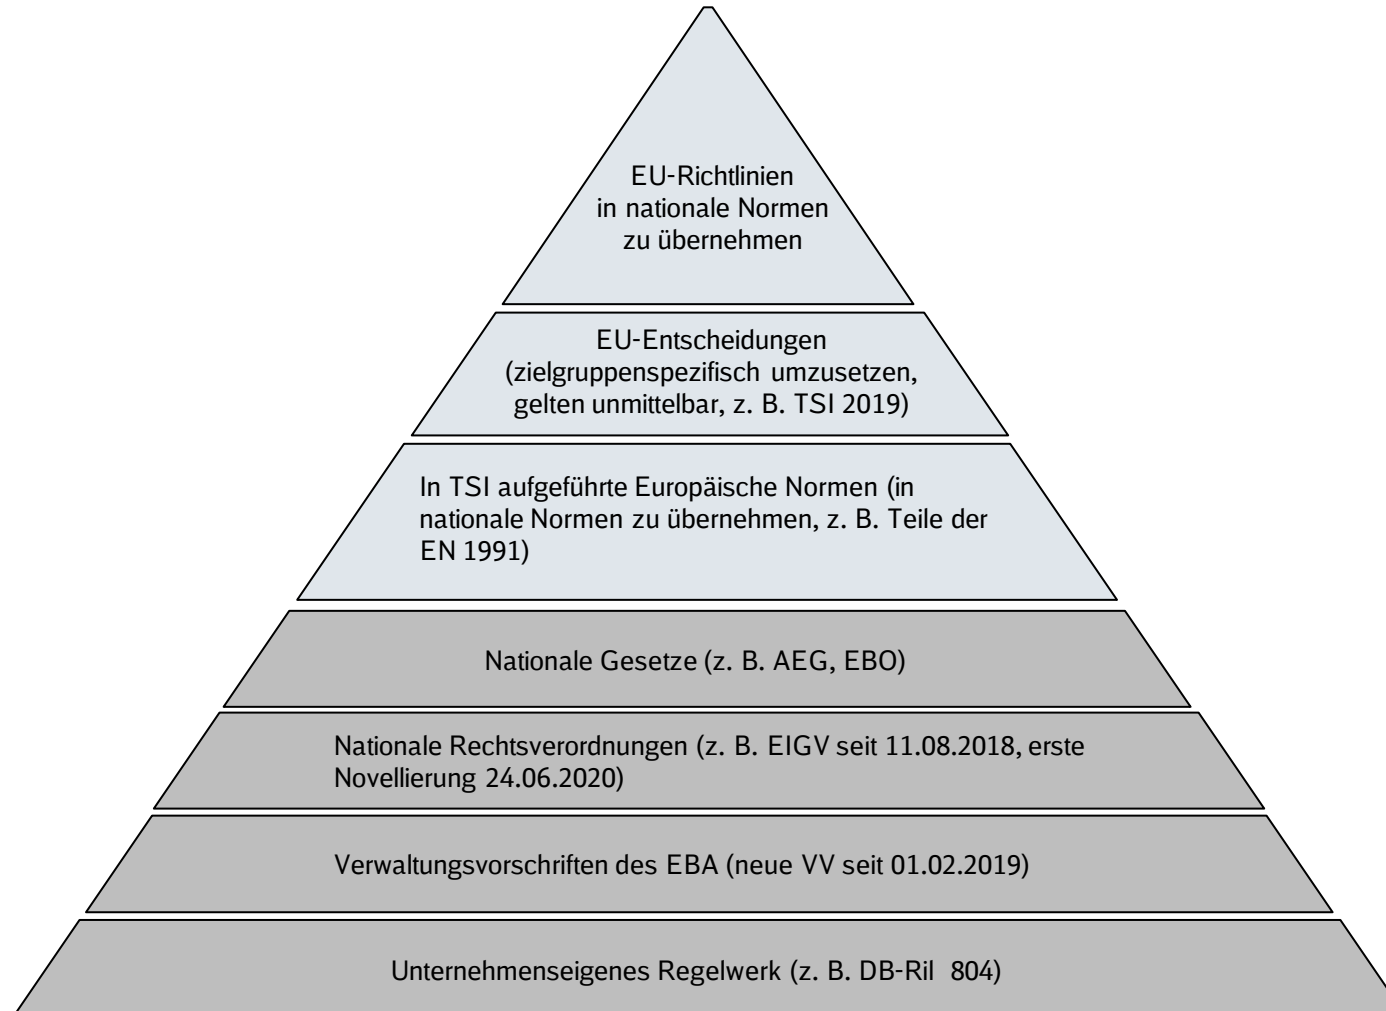 EU-Richtlinien
in nationale Normen
zu übernehmen
EU-Entscheidungen
(zielgruppenspezifisch umzusetzen,
gelten unmittelbar, z. B. TSI 2019)
In TSI aufgeführte Europäische Normen (in
nationale Normen zu übernehmen, z. B. Teile der
EN 1991)
Nationale Gesetze (z. B. AEG, EBO)
Nationale Rechtsverordnungen (z. B. EIGV seit 11.08.2018, erste
Novellierung 24.06.2020)
Verwaltungsvorschriften des EBA (neue VV seit 01.02.2019)
Unternehmenseigenes Regelwerk (z. B. DB-Ril 804)